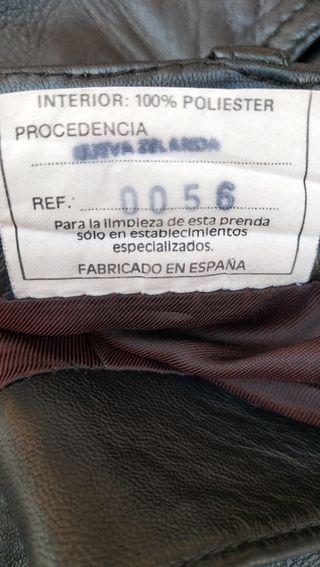 INTERIOR: 100% POLIESTER
PROCEDENCIA
NUEVA ZELANDA
REF.: 0056
Para la limpieza de esta prenda
sólo en establecimientos
especializados.
FABRICADO EN ESPAÑA